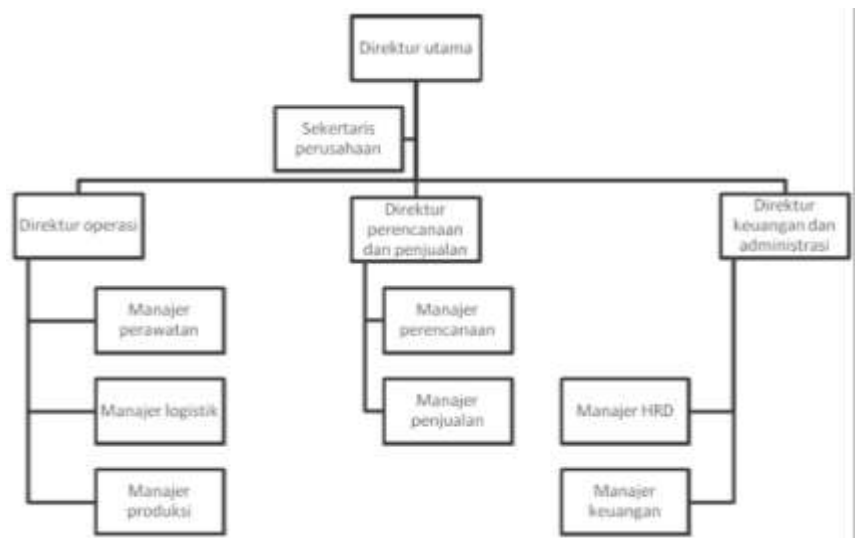 Direktur utama
Sekertaris
perusahaan
Direktur operasi
Direktur
perencanaan
dan penjualan
Direktur
keuangan dan
administrasi
Manajer
perawatan
Manajer
perencanaan
Manajer logistik
Manajer
penjualan
Manajer HRD
Manajer
produksi
Manajer
keuangan